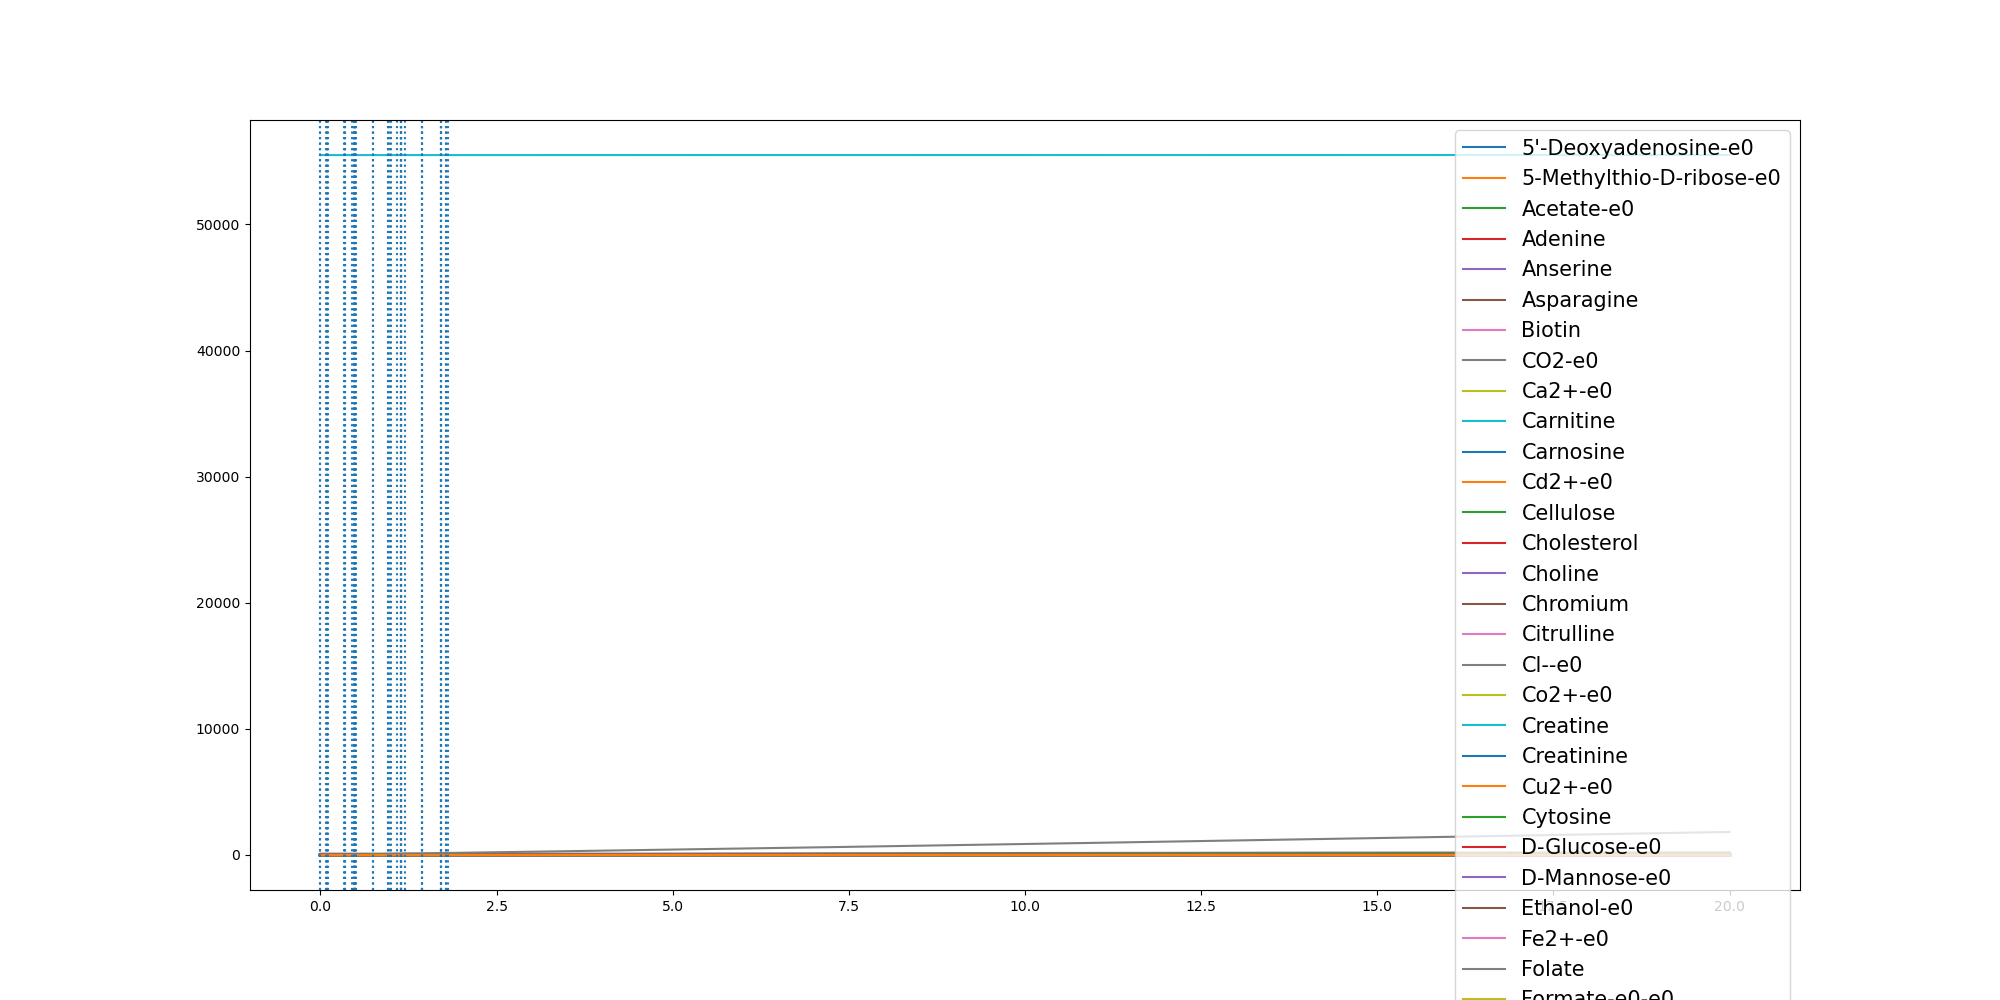 50000
40000
30000
20000
10000
0
0.0
2.5
5.0
7.5
10.0
12.5
15.0
20.0
5'-Deoxyadenosine-e0
5-Methylthio-D-ribose-e0
Acetate-e0
Adenine
Anserine
Asparagine
Biotin
CO2-e0
Ca2+-e0
Carnitine
Carnosine
Cd2+-e0
Cellulose
Cholesterol
Choline
Chromium
Citrulline
Cl--e0
Co2+-e0
Creatine
Creatinine
Cu2+-e0
Cytosine
D-Glucose-e0
D-Mannose-e0
Ethanol-e0
Fe2+-e0
Folate
Formate-e0-e0